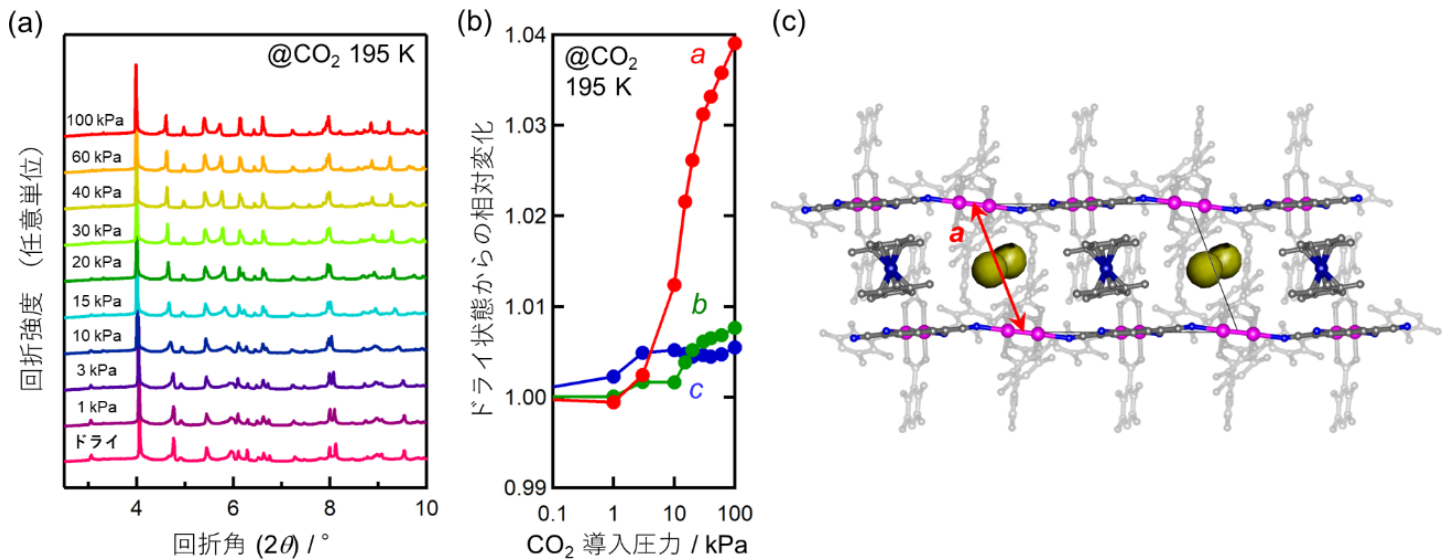 (a)
@CO₂ 195 K
100 kPa
60 kPa
40 kPa
30 kPa
20 kPa
15 kPa
10 kPa
3 kPa
1 kPa
ドライ
回折強度 (任意単位)
4
6
8
10
回折角 (2θ) / °
(b)
@CO₂
195 K
a
b
c
1.04
1.03
1.02
1.01
1.00
0.99
ドライ状態からの相対変化
0.1
1
10
100
CO₂ 導入圧力 / kPa
(c)
a